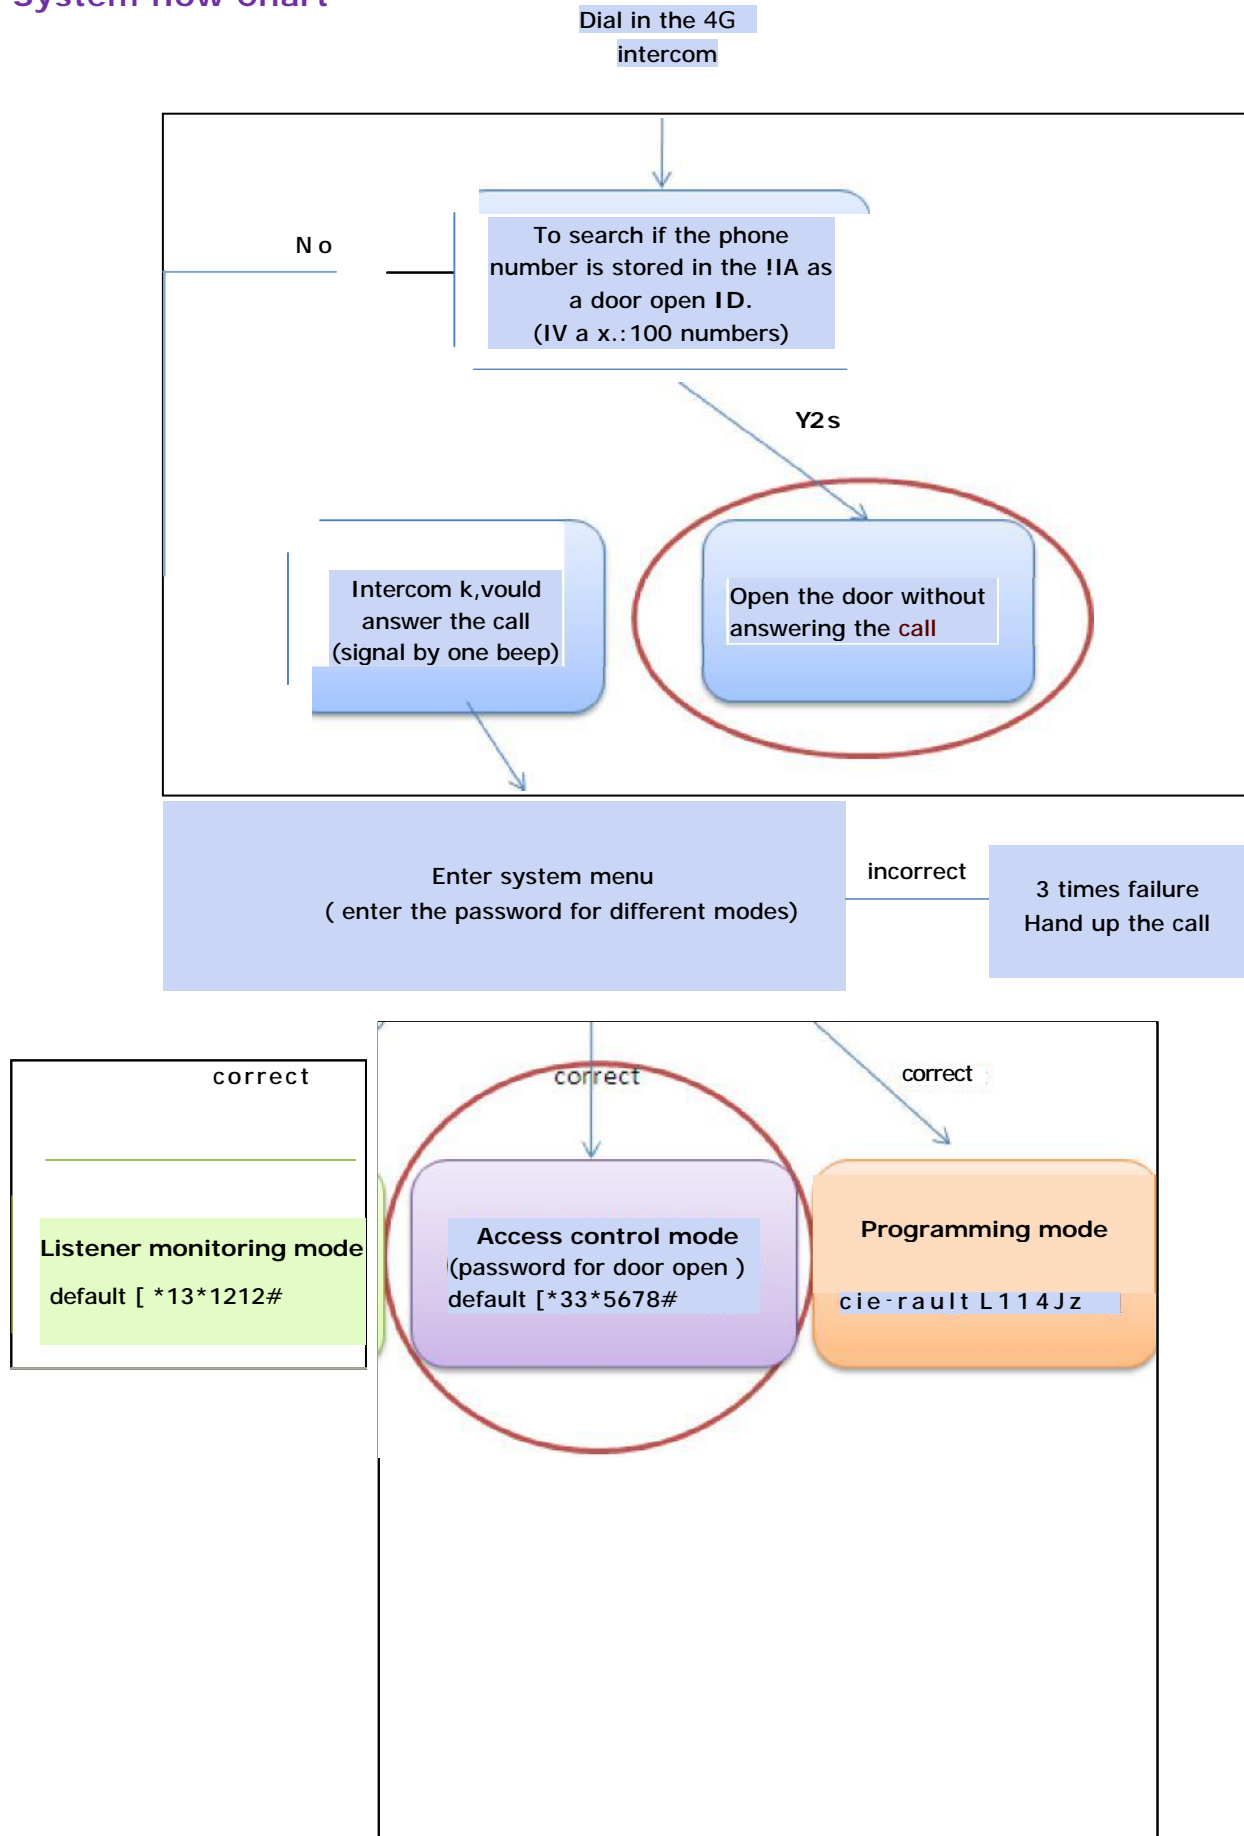 System flow chart
Dial in the 4G
intercom
No
To search if the phone
number is stored in the !IA as
a door open ID.
(IV a x.:100 numbers)
Y2s
Intercom k,vould
answer the call
(signal by one beep)
Open the door without
answering the call
Enter system menu
( enter the password for different modes)
incorrect
3 times failure
Hand up the call
correct
correct
correct
Listener monitoring mode
default [ *13*1212#
Access control mode
(password for door open )
default [*33*5678#
Programming mode
cie-rault L114Jz